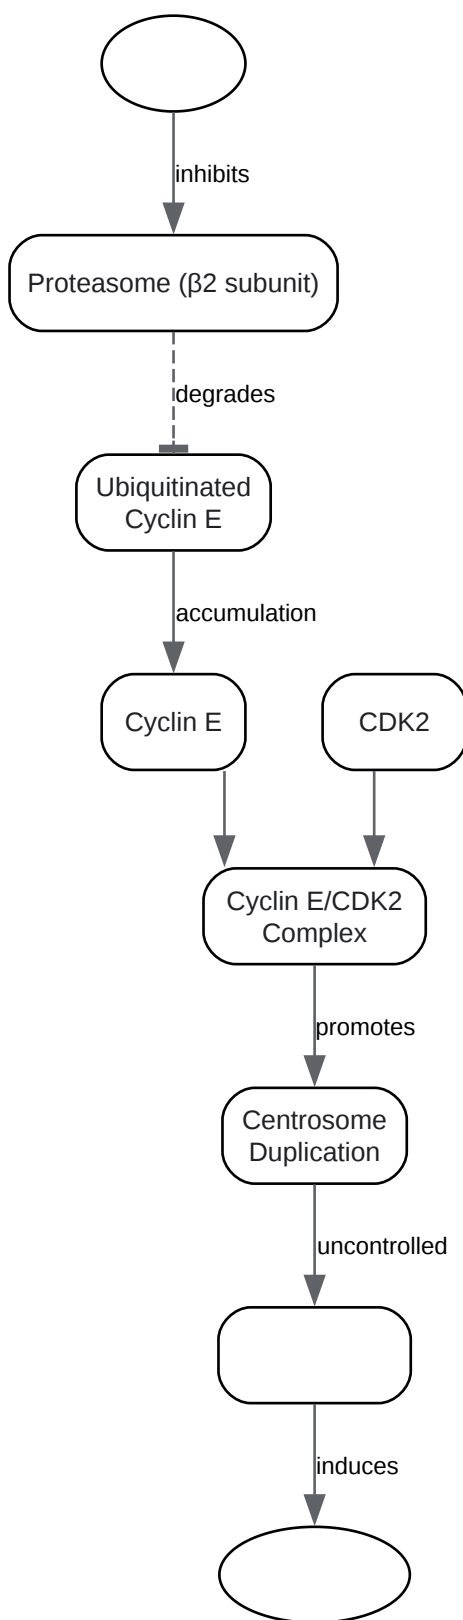 inhibits
Proteasome (β2 subunit)
degrades
Ubiquitinated
Cyclin E
accumulation
Cyclin E
CDK2
Cyclin E/CDK2
Complex
promotes
Centrosome
Duplication
uncontrolled
induces